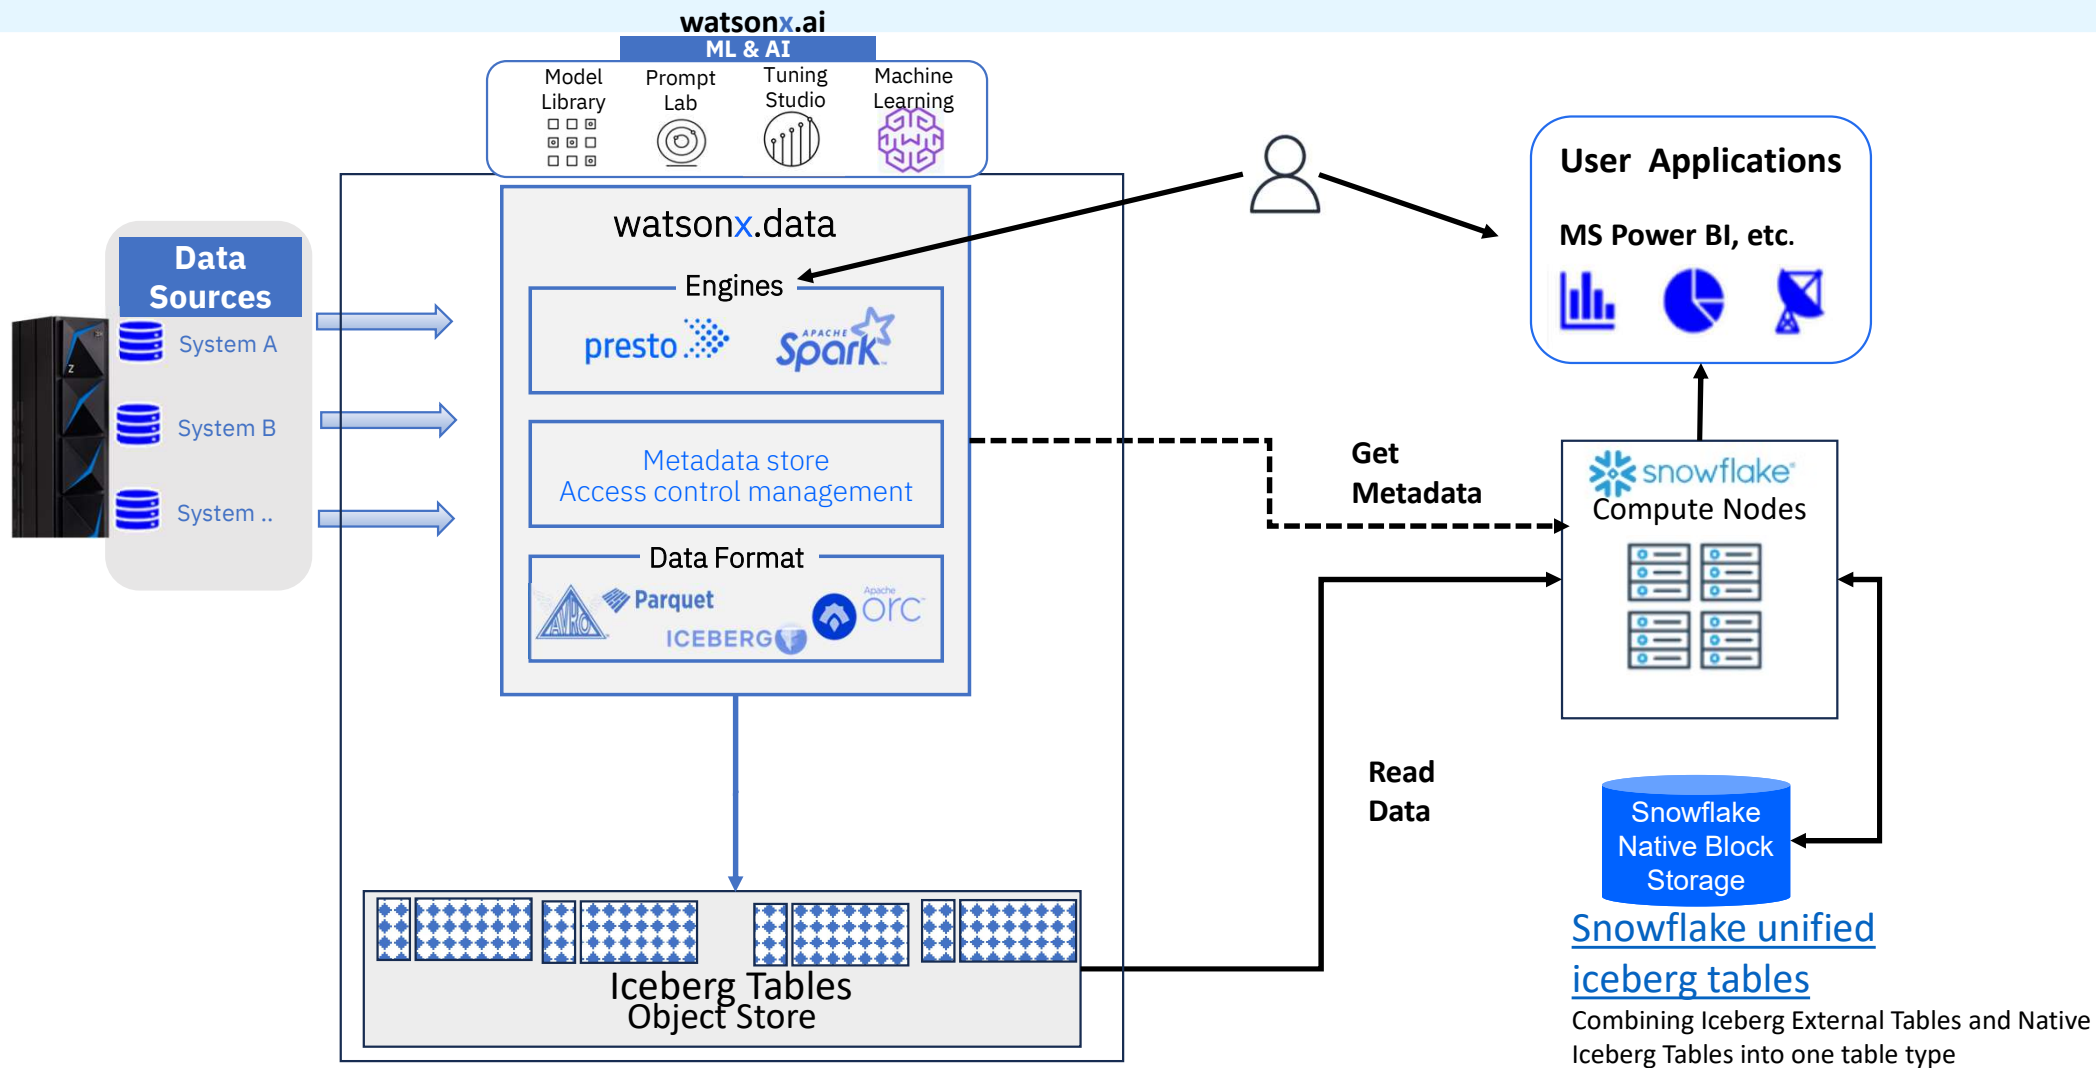 watsonx.ai
ML & AI
Model
Library
Prompt
Lab
Tuning
Studio
Machine
Learning
watsonx.data
Engines
presto
APACHE
Spark
Metadata store
Access control management
Data Format
AVRO
Parquet
ICEBERG
Apache
orc
Data
Sources
System A
System B
System ..
Z
Iceberg Tables
Object Store
User Applications
MS Power BI, etc.
Get
Metadata
Read
Data
snowflake®
Compute Nodes
Snowflake
Native Block
Storage
Snowflake unified
iceberg tables
Combining Iceberg External Tables and Native
Iceberg Tables into one table type